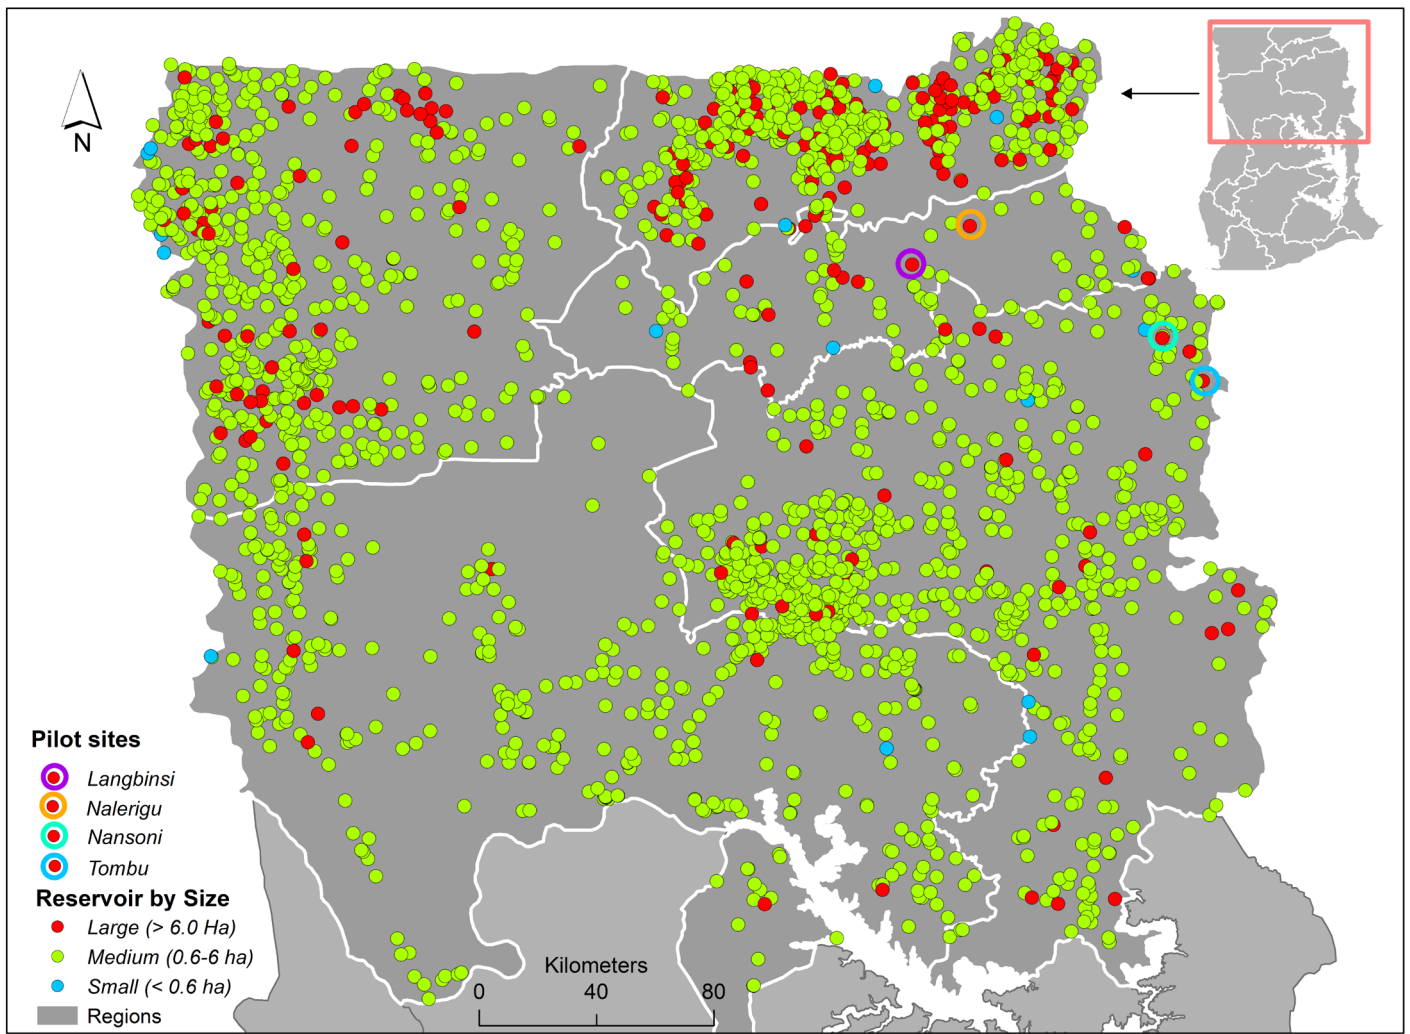 N
Pilot sites
Langbinsi
Nalerigu
Nansoni
Tombu
Reservoir by Size
Large (> 6.0 Ha)
Medium (0.6-6 ha)
Small (< 0.6 ha)
Regions
Kilometers
0 40 80